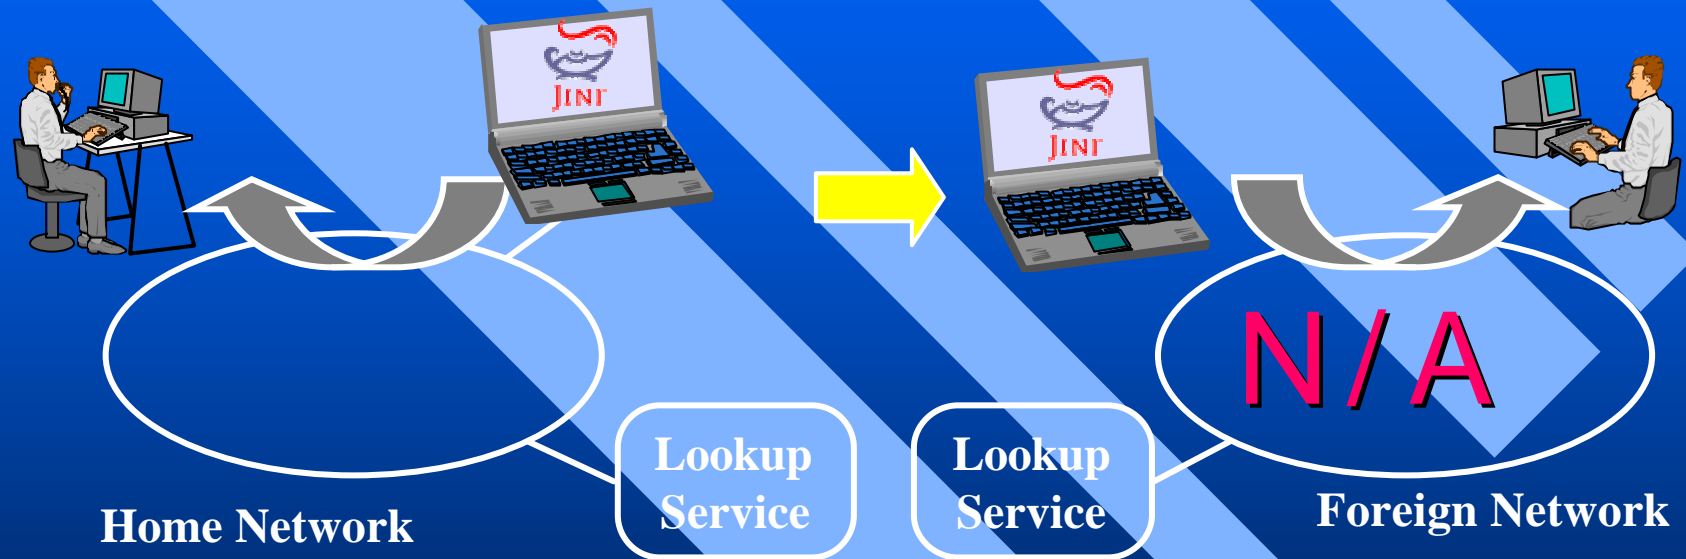 JINI
JINI
N/A
Lookup
Service
Lookup
Service
Home Network
Foreign Network